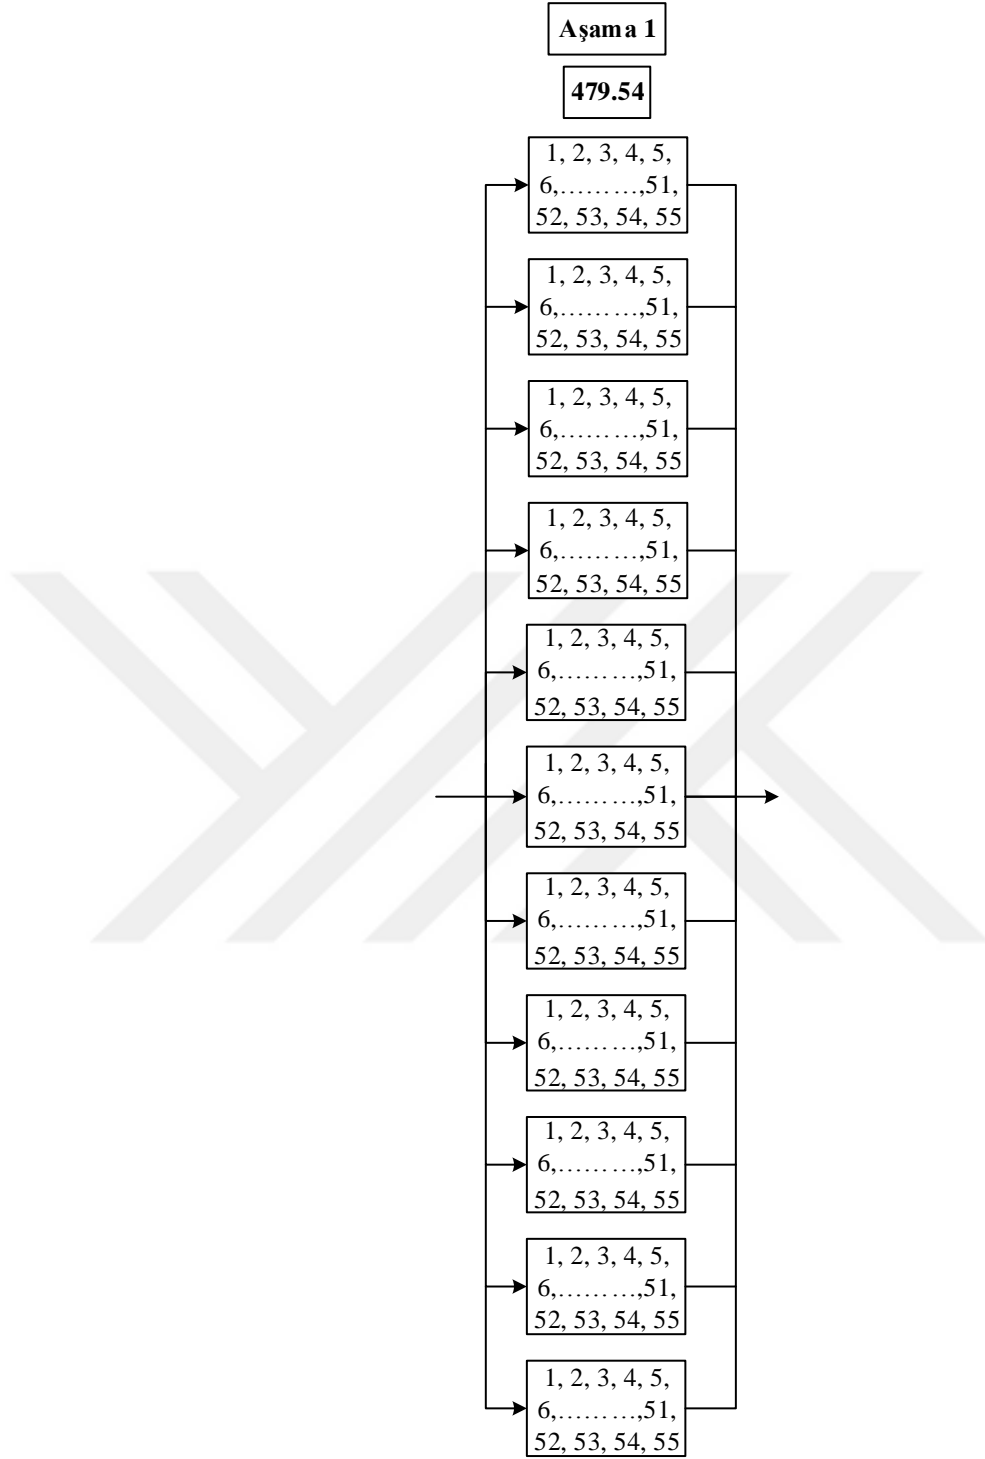 Aşama 1
479.54
1, 2, 3, 4, 5,
6,………,51,
52, 53, 54, 55
1, 2, 3, 4, 5,
6,………,51,
52, 53, 54, 55
1, 2, 3, 4, 5,
6,………,51,
52, 53, 54, 55
1, 2, 3, 4, 5,
6,………,51,
52, 53, 54, 55
1, 2, 3, 4, 5,
6,………,51,
52, 53, 54, 55
1, 2, 3, 4, 5,
6,………,51,
52, 53, 54, 55
1, 2, 3, 4, 5,
6,………,51,
52, 53, 54, 55
1, 2, 3, 4, 5,
6,………,51,
52, 53, 54, 55
1, 2, 3, 4, 5,
6,………,51,
52, 53, 54, 55
1, 2, 3, 4, 5,
6,………,51,
52, 53, 54, 55
1, 2, 3, 4, 5,
6,………,51,
52, 53, 54, 55